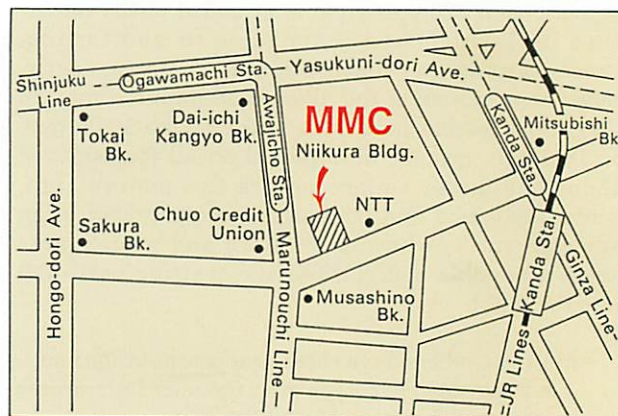 Shinjuku
Line
Ogawamachi Sta.
Yasukuni-dori Ave.
Tokai
Bk.
Dai-ichi
Kangyo Bk.
Awajicho Sta.
MMC
Niikura Bldg.
Kanda Sta.
Mitsubishi
Bk
NTT
Hongo-dori Ave.
Sakura
Bk.
Chuo Credit
Union
Marunouchi Line
Musashino
Bk.
Kanda Sta.
JR Lines
Ginza Line